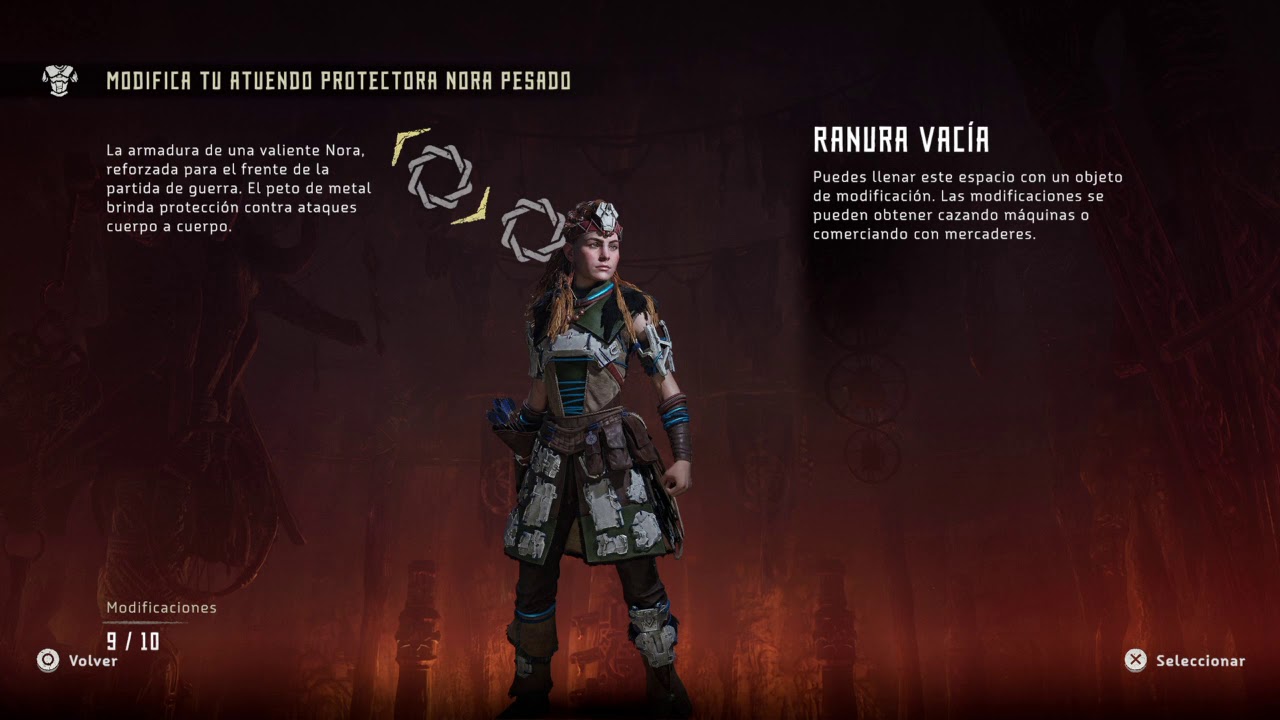 MODIFICA TU ATUENDO PROTECTORA NORA PESADO
La armadura de una valiente Nora,
reforzada para el frente de la
partida de guerra. El peto de metal
brinda protección contra ataques
cuerpo a cuerpo.
RANURA VACÍA
Puedes llenar este espacio con un objeto
de modificación. Las modificaciones se
pueden obtener cazando máquinas o
comerciando con mercaderes.
Modificaciones
9 / 10
Volver
Seleccionar